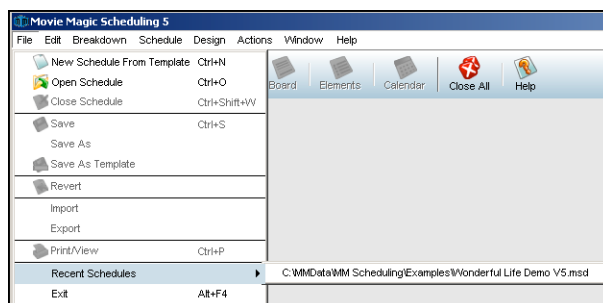 Movie Magic Scheduling 5
File Edit Breakdown Schedule Design Actions Window Help
New Schedule From Template Ctrl+N
Open Schedule Ctrl+O
Close Schedule Ctrl+Shift+W
Board Elements Calendar Close All Help
Save Ctrl+S
Save As
Save As Template
Revert
Import
Export
Print/View Ctrl+P
Recent Schedules
C:\MMData\MM Scheduling\Examples\Wonderful Life Demo V5.msd
Exit Alt+F4